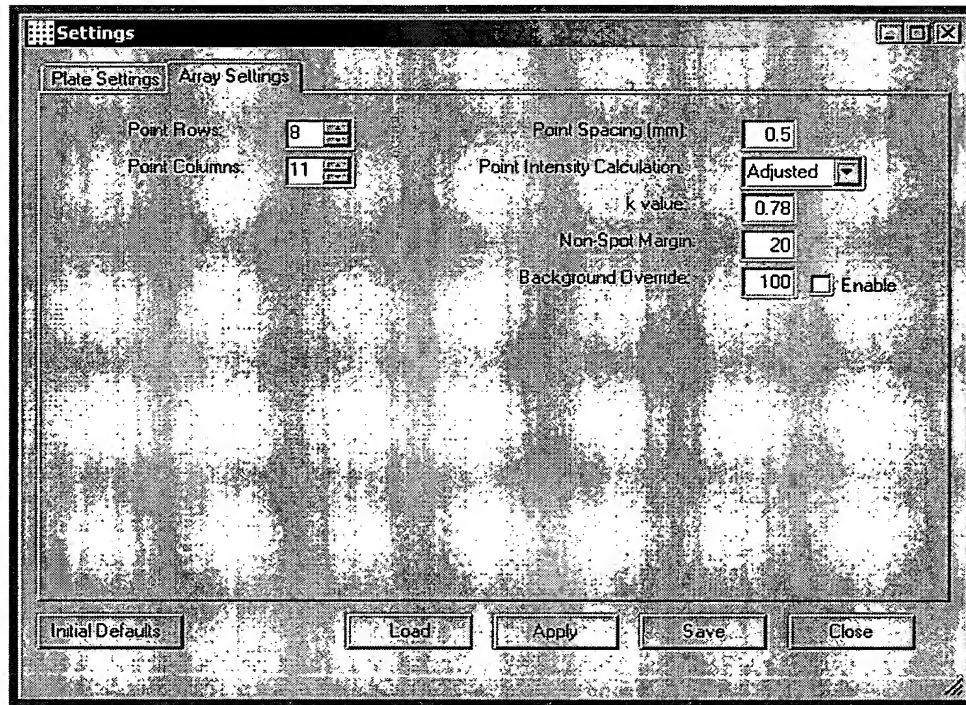 Settings
Plate Settings Array Settings
Point Rows: 8
Point Columns: 11
Point Spacing (mm): 0.5
Point Intensity Calculation: Adjusted
k value: 0.78
Non-Spot Margin: 20
Background Override: 100 Enable
Initial Defaults Load Apply Save Close